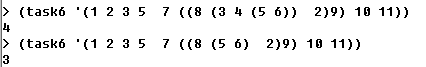 > (task6 '(1 2 3 5  7 ((8 (3 4 (5 6))  2)9) 10 11))
4
> (task6 '(1 2 3 5  7 ((8 (5 6)  2)9) 10 11))
3